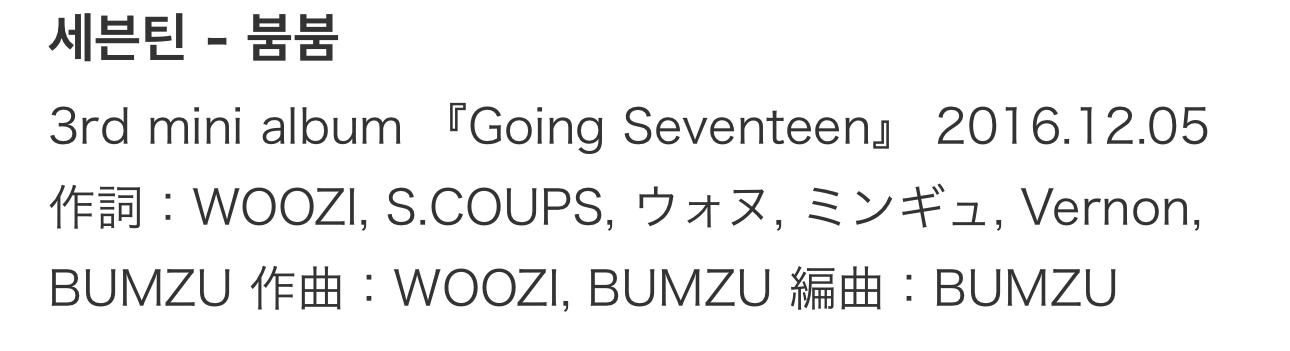 세븐틴 - 붐붐
3rd mini album 『Going Seventeen』 2016.12.05
作詞：WOOZI, S.COUPS, ウォヌ, ミンギュ, Vernon,
BUMZU 作曲：WOOZI, BUMZU 編曲：BUMZU